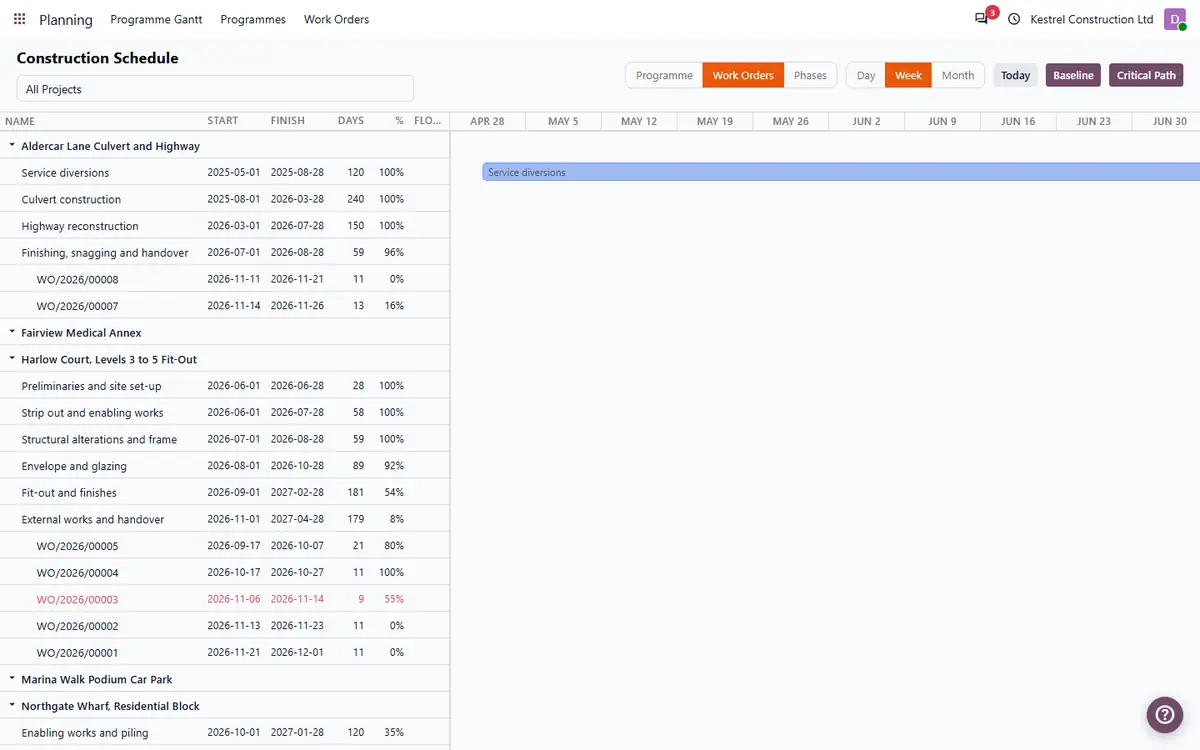 Planning Programme Gantt Programmes Work Orders 3 Kestrel Construction Ltd D
Construction Schedule
All Projects
Programme Work Orders Phases Day Week Month Today Baseline Critical Path
NAME START FINISH DAYS % FLO... APR 28 MAY 5 MAY 12 MAY 19 MAY 26 JUN 2 JUN 9 JUN 16 JUN 23 JUN 30
Aldercar Lane Culvert and Highway
Service diversions 2025-05-01 2025-08-28 120 100% Service diversions
Culvert construction 2025-08-01 2026-03-28 240 100%
Highway reconstruction 2026-03-01 2026-07-28 150 100%
Finishing, snagging and handover 2026-07-01 2026-08-28 59 96%
WO/2026/00008 2026-11-11 2026-11-21 11 0%
WO/2026/00007 2026-11-14 2026-11-26 13 16%
Fairview Medical Annex
Harlow Court, Levels 3 to 5 Fit-Out
Preliminaries and site set-up 2026-06-01 2026-06-28 28 100%
Strip out and enabling works 2026-06-01 2026-07-28 58 100%
Structural alterations and frame 2026-07-01 2026-08-28 59 100%
Envelope and glazing 2026-08-01 2026-10-28 89 92%
Fit-out and finishes 2026-09-01 2027-02-28 181 54%
External works and handover 2026-11-01 2027-04-28 179 8%
WO/2026/00005 2026-09-17 2026-10-07 21 80%
WO/2026/00004 2026-10-17 2026-10-27 11 100%
WO/2026/00003 2026-11-06 2026-11-14 9 55%
WO/2026/00002 2026-11-13 2026-11-23 11 0%
WO/2026/00001 2026-11-21 2026-12-01 11 0%
Marina Walk Podium Car Park
Northgate Wharf, Residential Block
Enabling works and piling 2026-10-01 2027-01-28 120 35%